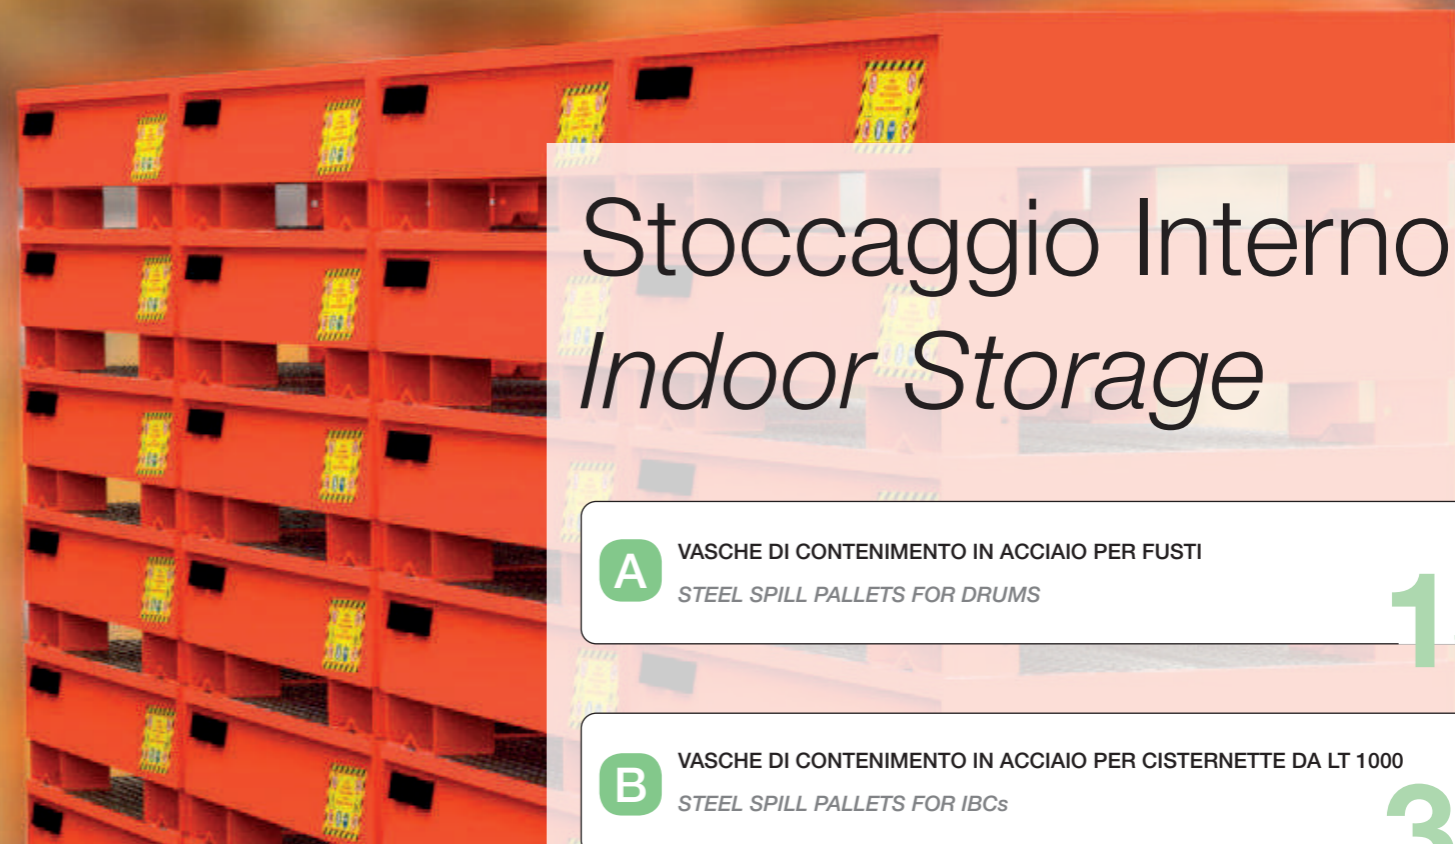 Stoccaggio Interno
Indoor Storage
A
VASCHE DI CONTENIMENTO IN ACCIAIO PER FUSTI
STEEL SPILL PALLETS FOR DRUMS
1
B
VASCHE DI CONTENIMENTO IN ACCIAIO PER CISTERNETTE DA LT 1000
STEEL SPILL PALLETS FOR IBCs
3